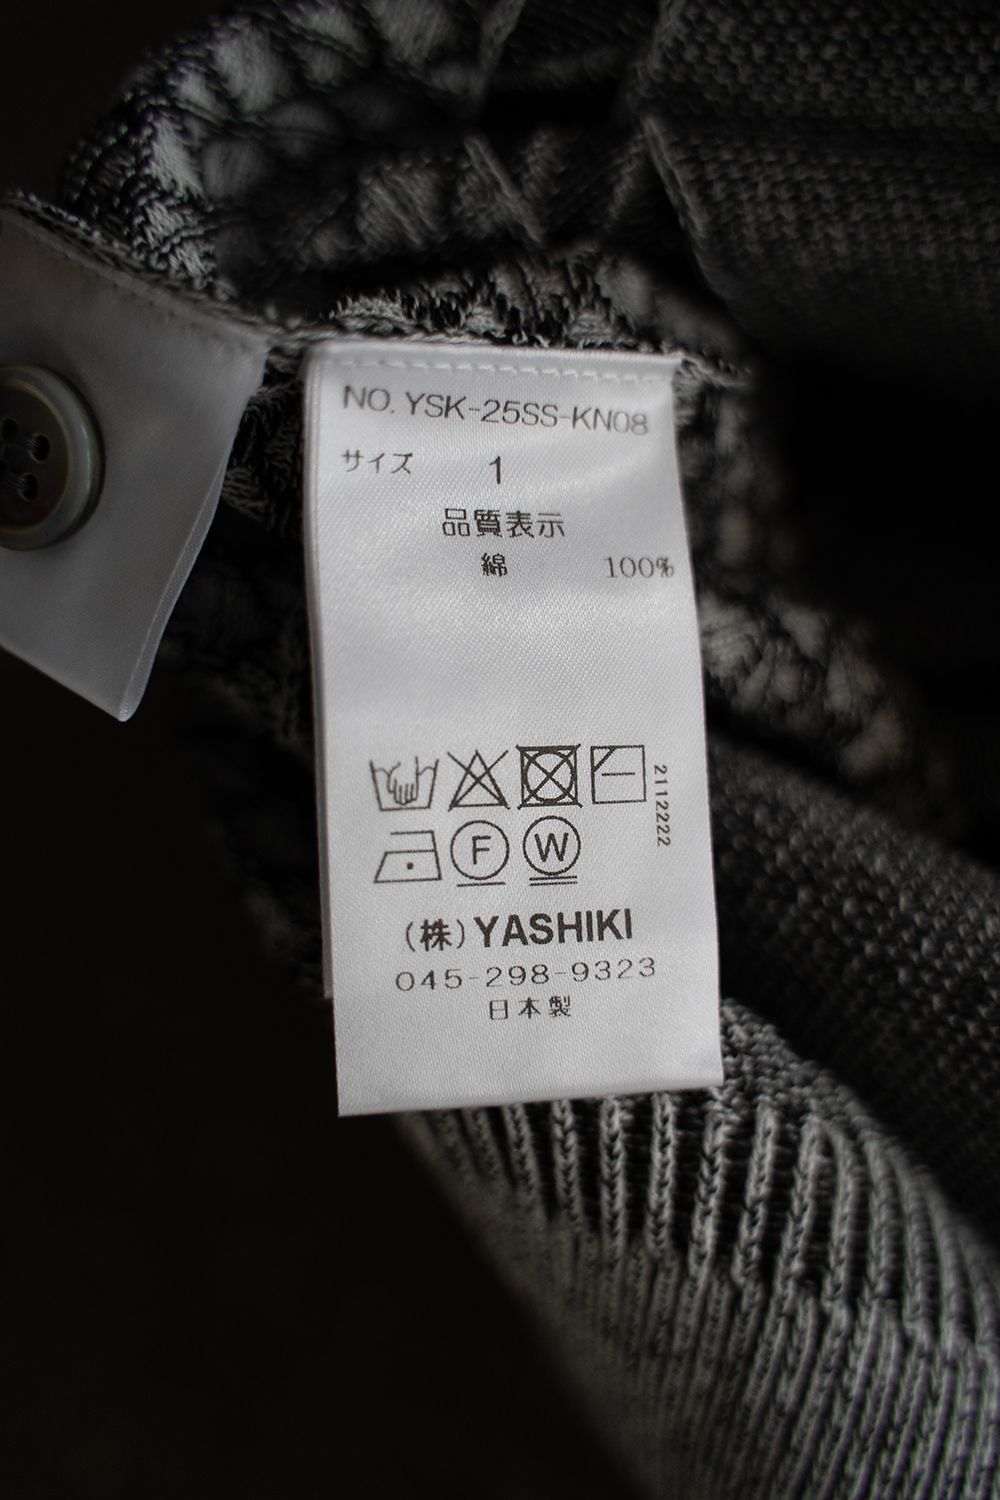 NO. YSK-25SS-KN08
サイズ 1
品質表示
綿 100%
2112222
F W
(株)YASHIKI
045-298-9323
日本製